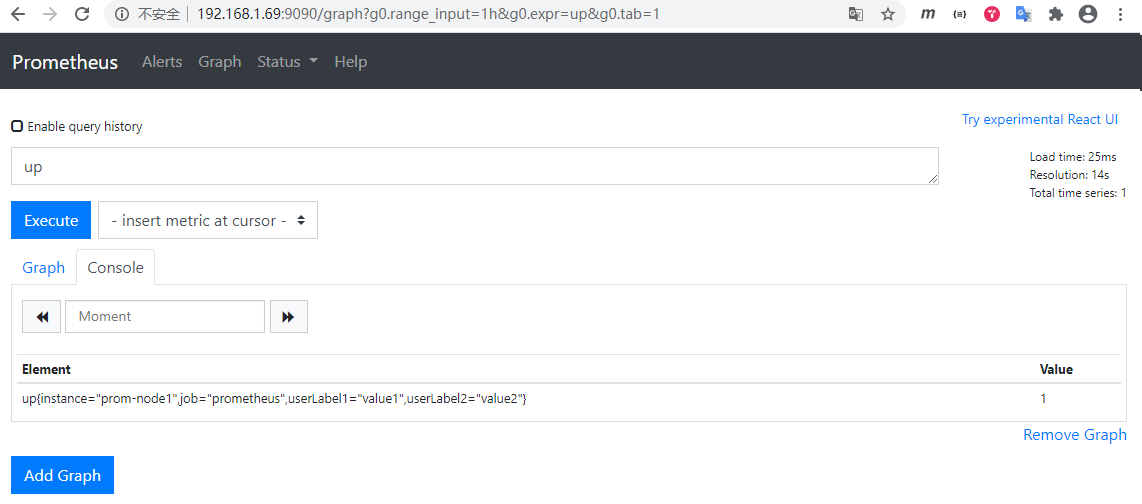 不安全 192.168.1.69:9090/graph?g0.range_input=1h&g0.expr=up&g0.tab=1
Prometheus Alerts Graph Status Help
Enable query history
Try experimental React UI
up
Load time: 25ms
Resolution: 14s
Total time series: 1
Execute - insert metric at cursor -
Graph Console
Moment
Element Value
up{instance="prom-node1",job="prometheus",userLabel1="value1",userLabel2="value2"} 1
Remove Graph
Add Graph